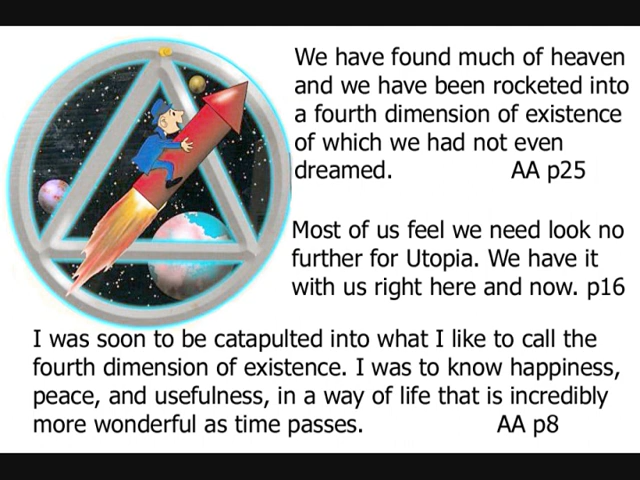 We have found much of heaven
and we have been rocketed into
a fourth dimension of existence
of which we had not even
dreamed. AA p25
Most of us feel we need look no
further for Utopia. We have it
with us right here and now. p16
I was soon to be catapulted into what I like to call the
fourth dimension of existence. I was to know happiness,
peace, and usefulness, in a way of life that is incredibly
more wonderful as time passes. AA p8